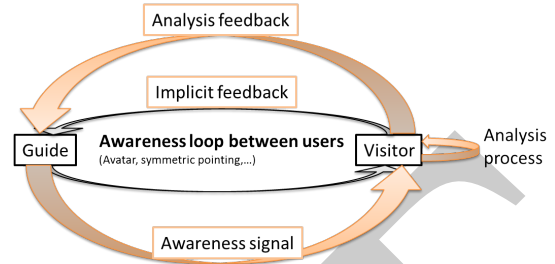 Analysis feedback
Implicit feedback
Guide
Awareness loop between users
(Avatar, symmetric pointing,...)
Visitor
Analysis
process
Awareness signal